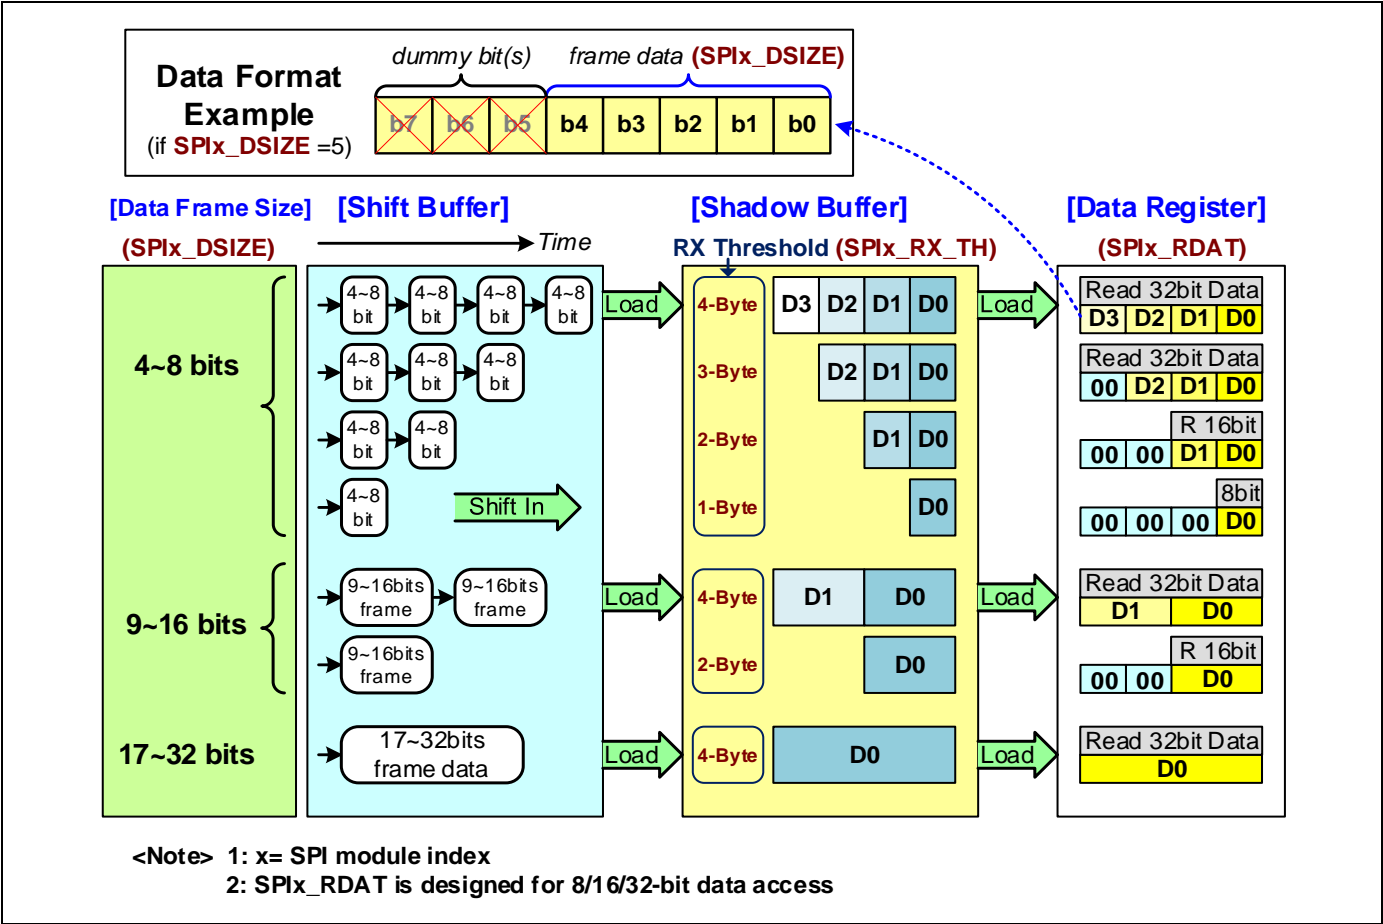 Data Format
Example
(if SPIx_DSIZE =5)
dummy bit(s)
frame data (SPIx_DSIZE)
b7 b6 b5 b4 b3 b2 b1 b0
[Data Frame Size] [Shift Buffer] [Shadow Buffer] [Data Register]
(SPIx_DSIZE) Time RX Threshold (SPIx_RX_TH) (SPIx_RDAT)
4~8 bits
4~8 bit 4~8 bit 4~8 bit 4~8 bit
Load
4-Byte D3 D2 D1 D0
Load
Read 32bit Data
D3 D2 D1 D0
4~8 bit 4~8 bit 4~8 bit
3-Byte D2 D1 D0
Read 32bit Data
00 D2 D1 D0
4~8 bit 4~8 bit
2-Byte D1 D0
R 16bit
00 00 D1 D0
4~8 bit
Shift In
1-Byte D0
8bit
00 00 00 D0
9~16 bits
9~16bits frame 9~16bits frame
Load
4-Byte D1 D0
Load
Read 32bit Data
D1 D0
9~16bits frame
2-Byte D0
R 16bit
00 00 D0
17~32 bits
17~32bits
frame data
Load
4-Byte D0
Load
Read 32bit Data
D0
<Note> 1: x= SPI module index
2: SPIx_RDAT is designed for 8/16/32-bit data access